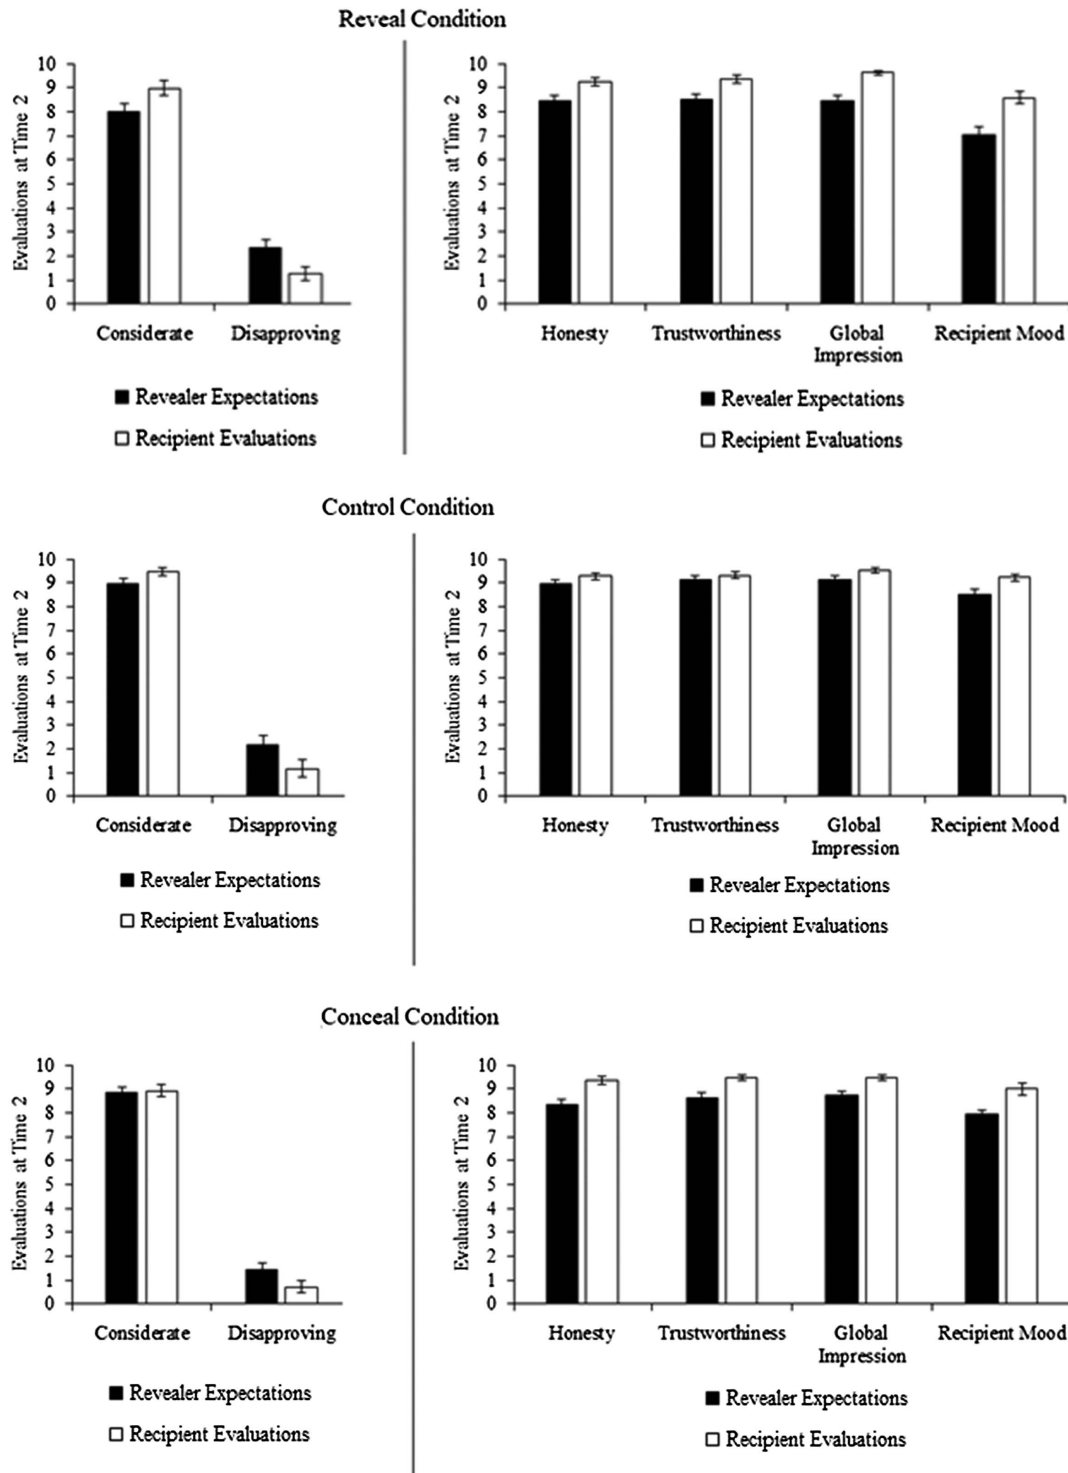 Reveal Condition
Evaluations at Time 2
10
9
8
7
6
5
4
3
2
1
0
Considerate Disapproving
Revealer Expectations
Recipient Evaluations
Evaluations at Time 2
10
9
8
7
6
5
4
3
2
1
0
Honesty Trustworthiness Global Recipient Mood
Impression
Revealer Expectations
Recipient Evaluations
Control Condition
Evaluations at Time 2
10
9
8
7
6
5
4
3
2
1
0
Considerate Disapproving
Revealer Expectations
Recipient Evaluations
Evaluations at Time 2
10
9
8
7
6
5
4
3
2
1
0
Honesty Trustworthiness Global Recipient Mood
Impression
Revealer Expectations
Recipient Evaluations
Conceal Condition
Evaluations at Time 2
10
9
8
7
6
5
4
3
2
1
0
Considerate Disapproving
Revealer Expectations
Recipient Evaluations
Evaluations at Time 2
10
9
8
7
6
5
4
3
2
1
0
Honesty Trustworthiness Global Recipient Mood
Impression
Revealer Expectations
Recipient Evaluations